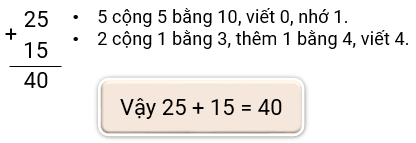 25
+
15
40
• 5 cộng 5 bằng 10, viết 0, nhớ 1.
• 2 cộng 1 bằng 3, thêm 1 bằng 4, viết 4.
Vậy 25 + 15 = 40